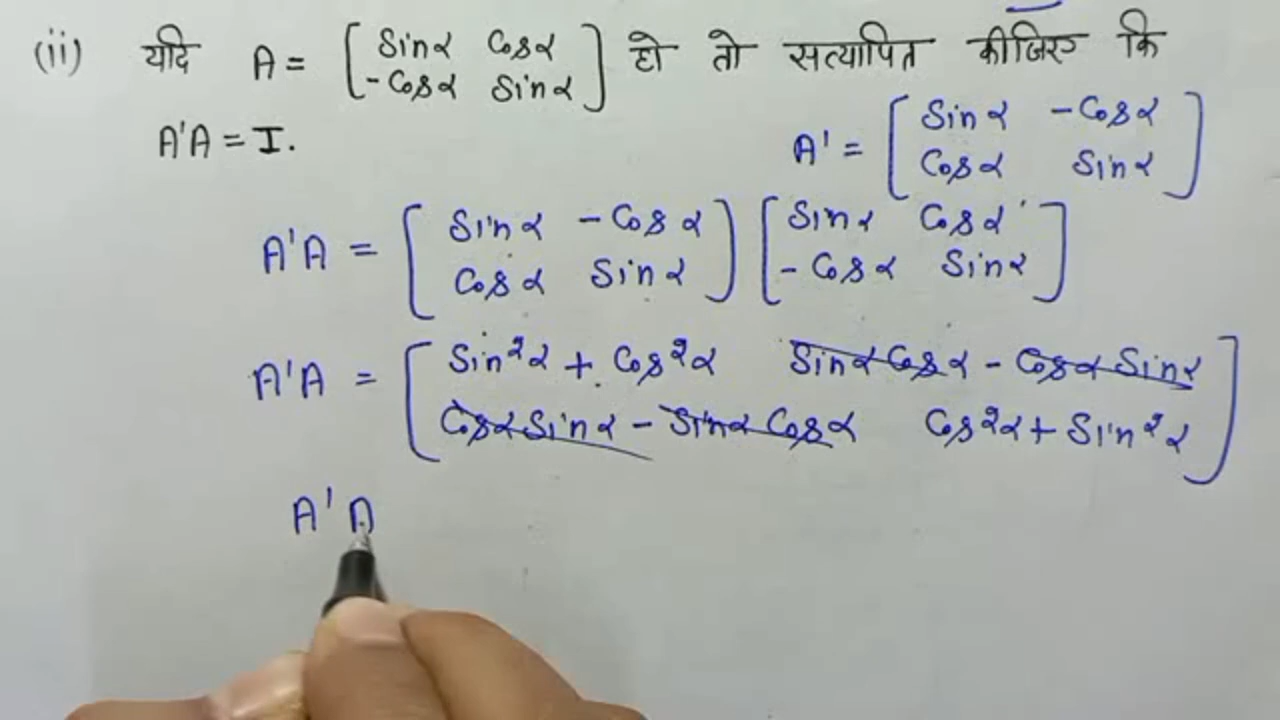 (ii) यदि A = [ Sinα Cosα
-Cosα Sinα ] हो तो सत्यापित कीजिए कि
A'A = I.
A' = [ Sinα -Cosα
Cosα Sinα ]
A'A = [ Sinα -Cosα ] [ Sinα Cosα
Cosα Sinα ] [ -Cosα Sinα ]
A'A = [ Sin²α + Cos²α Sinα Cosα - Cosα Sinα
Cosα Sinα - Sinα Cosα Cos²α + Sin²α ]
A'A